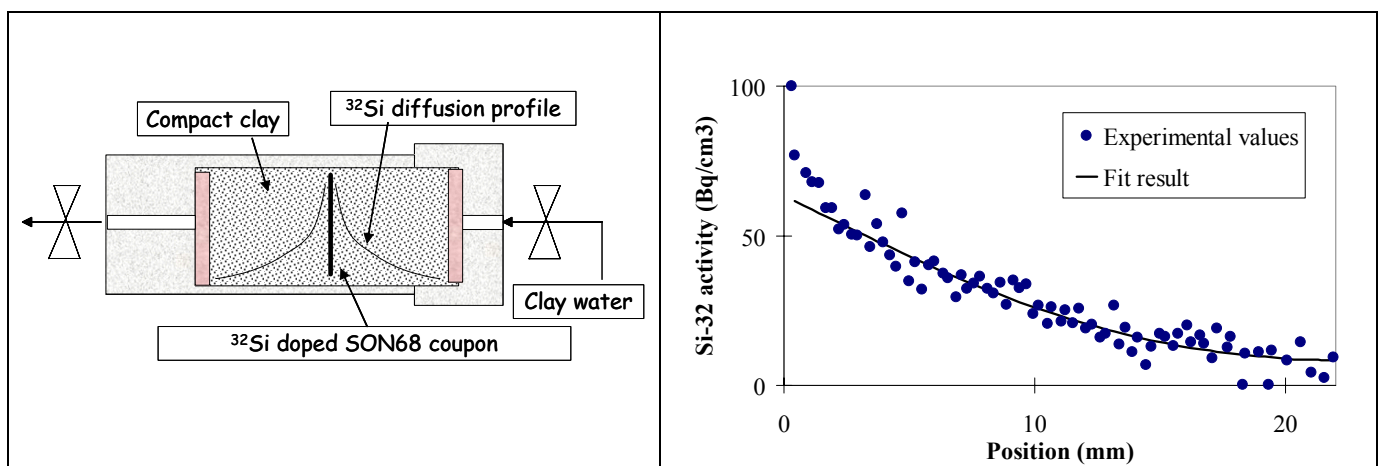 ³²Si diffusion profile
Compact clay
Clay water
³²Si doped SON68 coupon
Si-32 activity (Bq/cm3)
100
50
0
Experimental values
Fit result
0 10 20
Position (mm)